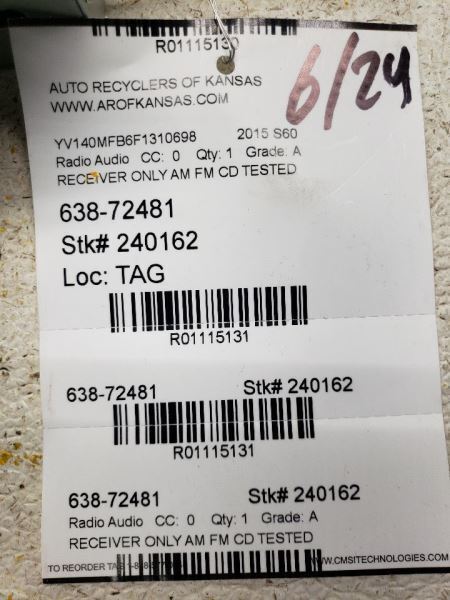 R01115130
AUTO RECYCLERS OF KANSAS
WWW.AROFKANSAS.COM
6/24
YV140MFB6F1310698 2015 S60
Radio Audio CC: 0 Qty: 1 Grade: A
RECEIVER ONLY AM FM CD TESTED
638-72481
Stk# 240162
Loc: TAG
R01115131
638-72481 Stk# 240162
R01115131
638-72481 Stk# 240162
Radio Audio CC: 0 Qty: 1 Grade: A
RECEIVER ONLY AM FM CD TESTED
TO REORDER WWW.CMSITECHNOLOGIES.COM